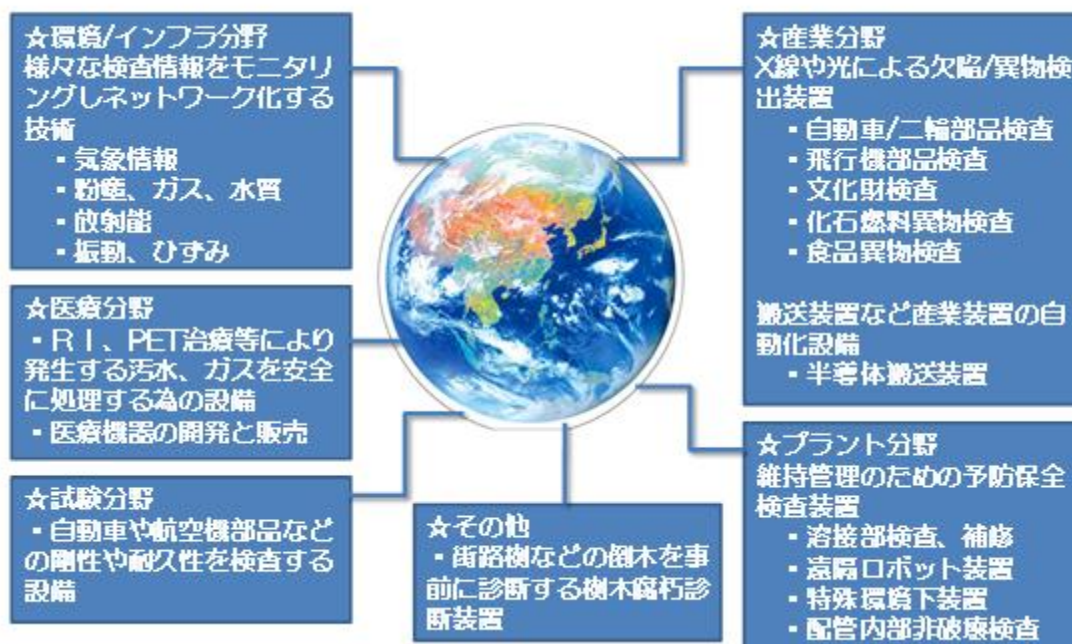 ★環境/インフラ分野
様々な検査情報をモニタリ
ングしネットワーク化する
技術
・気象情報
・粉塵、ガス、水質
・放射能
・振動、ひずみ
★医療分野
・ＲＩ、PET治療等により
発生する汚水、ガスを安全
に処理する為の設備
・医療機器の開発と販売
★試験分野
・自動車や航空機部品など
の剛性や耐久性を検査する
設備
★その他
・街路樹などの倒木を事
前に診断する樹木腐朽診
断装置
★産業分野
X線や光による欠陥/異物検
出装置
・自動車/二輪部品検査
・飛行機部品検査
・文化財検査
・化石燃料異物検査
・食品異物検査
搬送装置など産業装置の自
動化設備
・半導体搬送装置
★プラント分野
維持管理のための予防保全
検査装置
・溶接部検査、補修
・遠隔ロボット装置
・特殊環境下装置
・配管内部非破壊検査